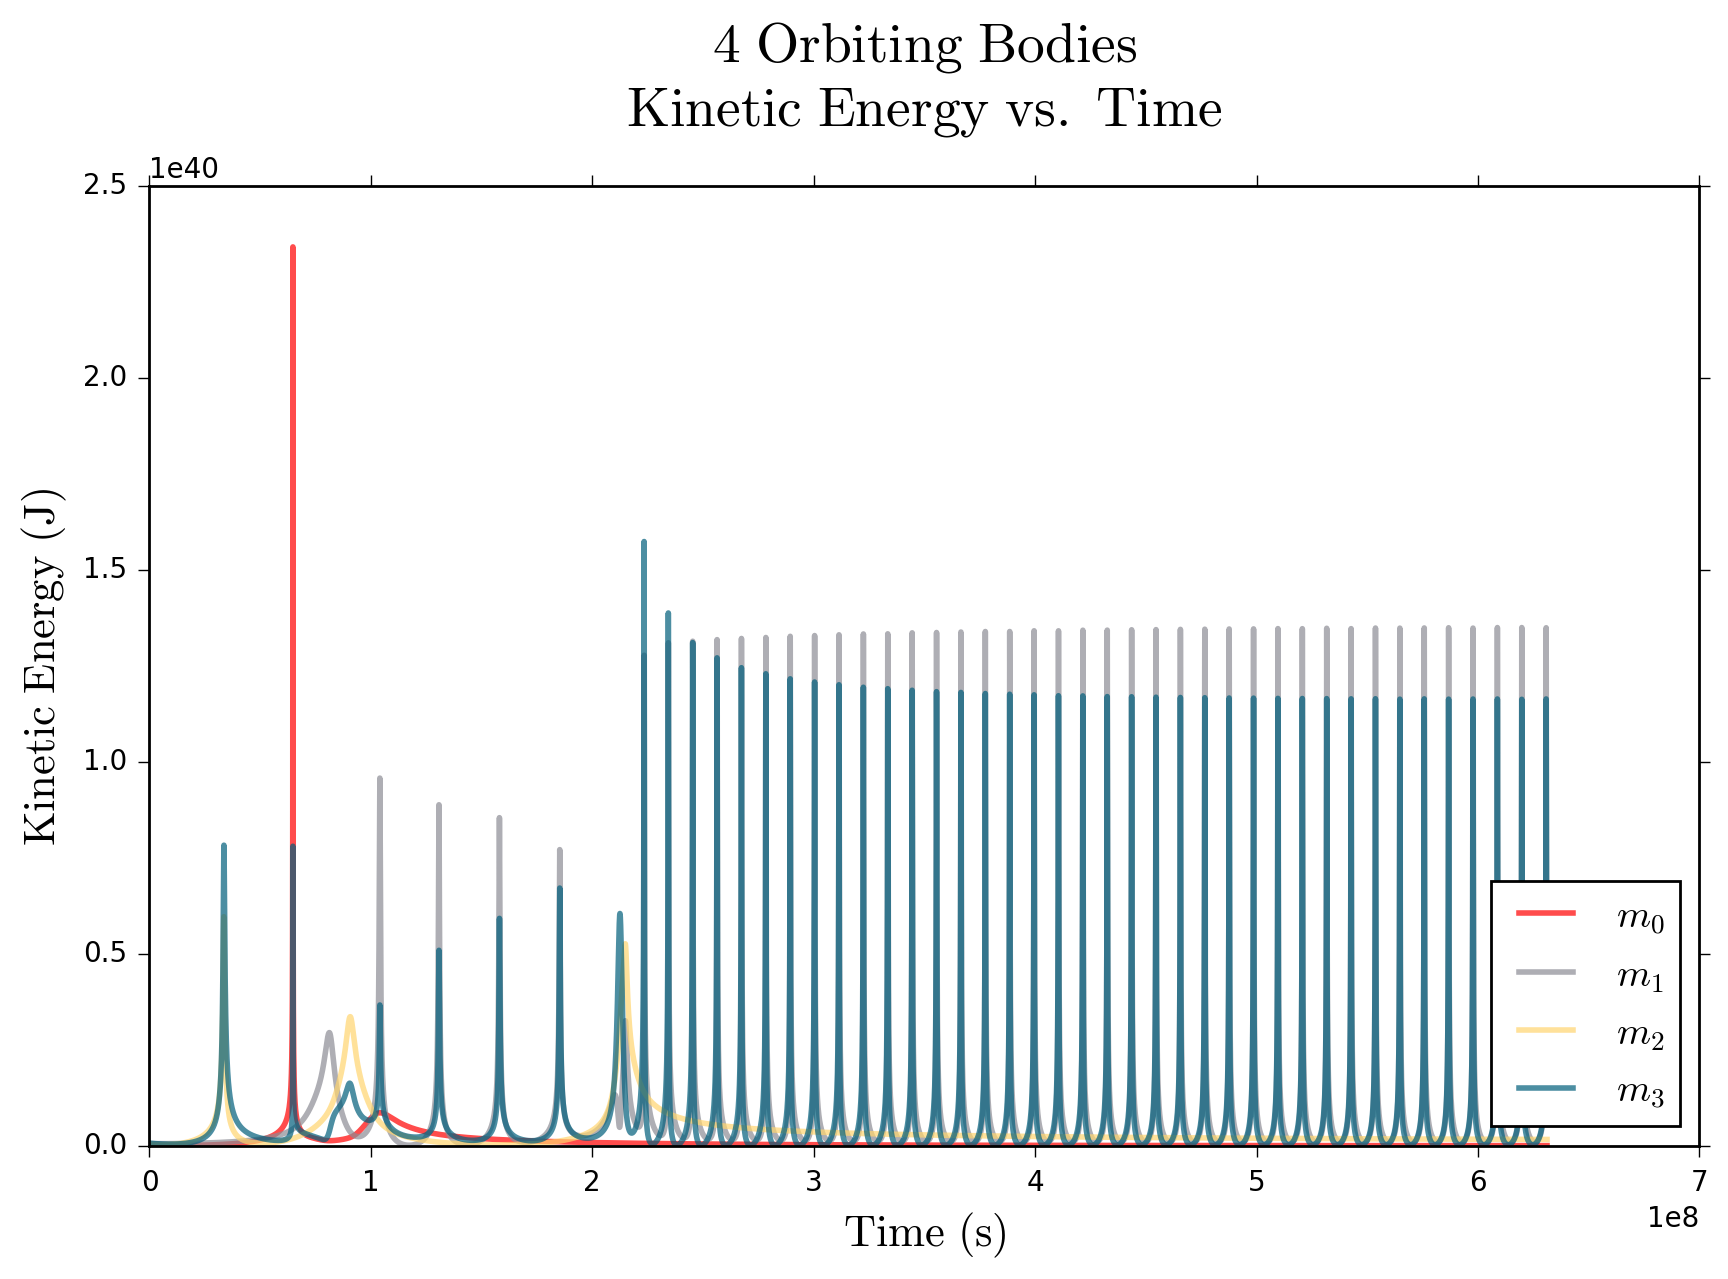 4 Orbiting Bodies
Kinetic Energy vs. Time
1e40
2.5
2.0
1.5
1.0
0.5
0.0
Kinetic Energy (J)
m0
m1
m2
m3
0 1 2 3 4 5 6 7
1e8
Time (s)